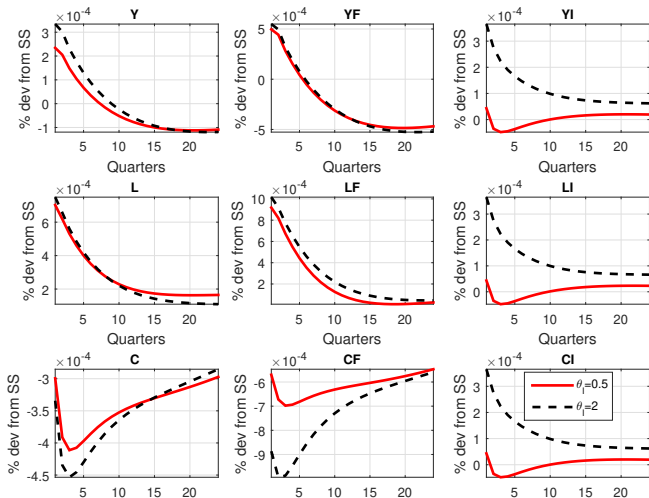 Y
YF
YI
×10⁻⁴
×10⁻⁴
×10⁻⁴
% dev from SS
3
2
1
0
-1
% dev from SS
5
0
-5
% dev from SS
3
2
1
0
5 10 15 20
5 10 15 20
5 10 15 20
Quarters
Quarters
Quarters
L
LF
LI
×10⁻⁴
×10⁻⁴
×10⁻⁴
% dev from SS
6
4
2
% dev from SS
10
8
6
4
2
% dev from SS
3
2
1
0
5 10 15 20
5 10 15 20
5 10 15 20
Quarters
Quarters
Quarters
C
CF
CI
×10⁻⁴
×10⁻⁴
×10⁻⁴
% dev from SS
-3
-3.5
-4
-4.5
% dev from SS
-6
-7
-8
-9
% dev from SS
3
2
1
0
θ_I=0.5
θ_I=2
5 10 15 20
5 10 15 20
5 10 15 20